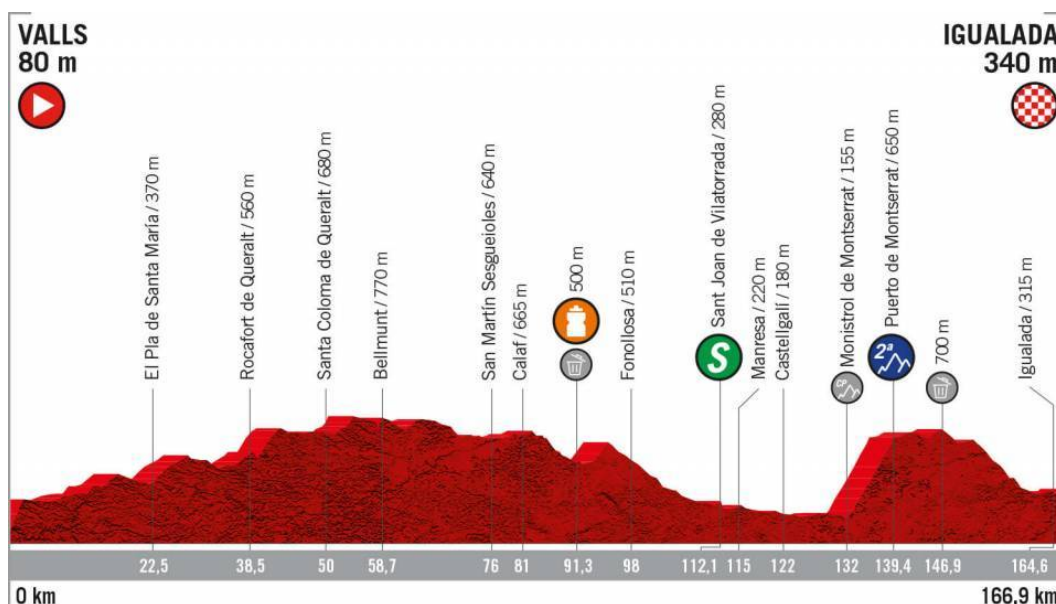 VALLS
80 m
IGUALADA
340 m
El Pla de Santa María / 370 m
Rocafort de Queralt / 560 m
Santa Coloma de Queralt / 680 m
Bellmunt / 770 m
San Martín Sesgueioles / 640 m
Calaf / 665 m
500 m
Fonollosa / 510 m
Sant Joan de Vilatorrada / 280 m
S
Manresa / 220 m
Castellgalí / 180 m
Monistrol de Montserrat / 155 m
CP
Puerto de Montserrat / 650 m
2ª
700 m
Igualada / 315 m
22,5 38,5 50 58,7 76 81 91,3 98 112,1 115 122 132 139,4 146,9 164,6
0 km
166.9 km